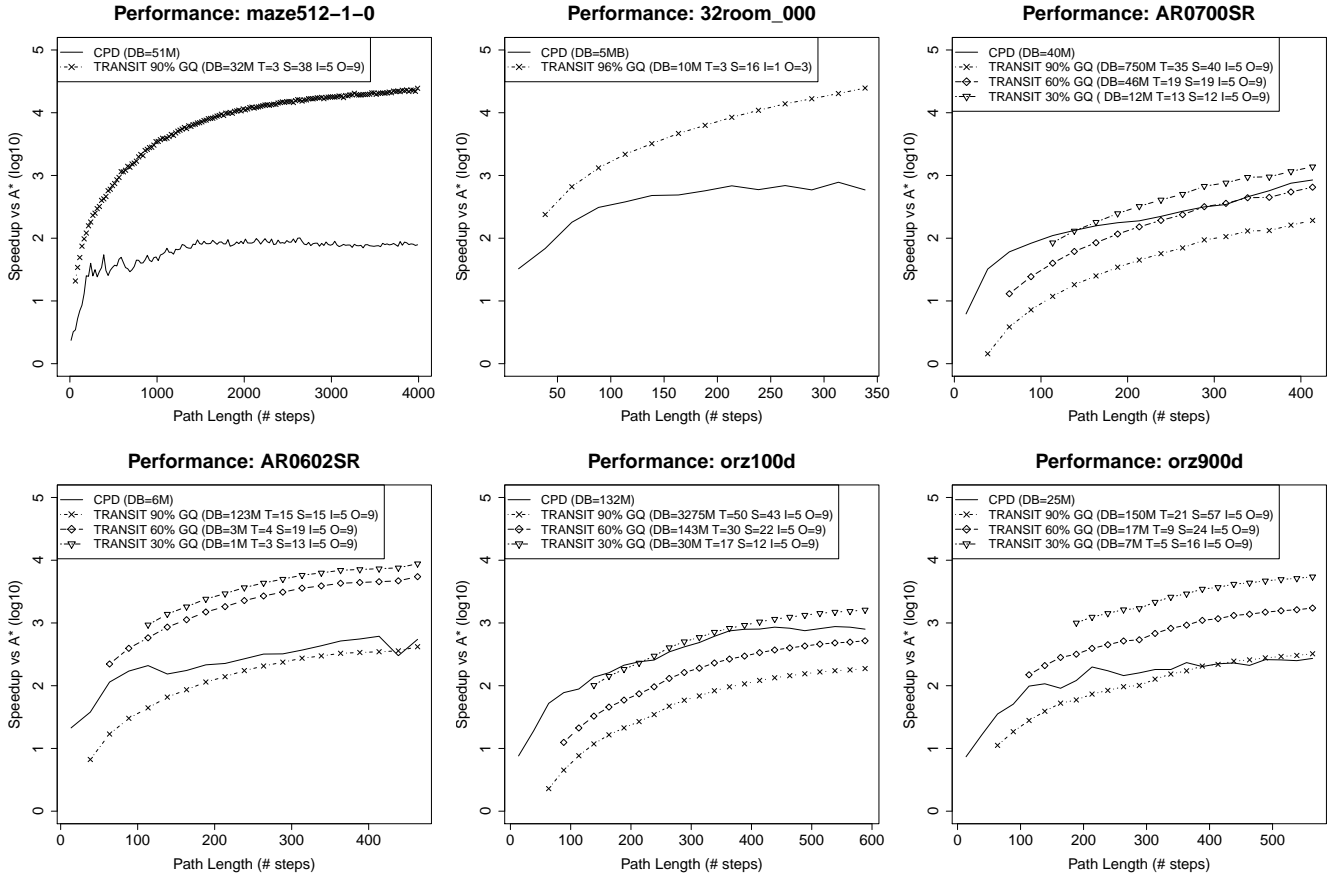 Performance: maze512−1−0
CPD (DB=51M)
TRANSIT 90% GQ (DB=32M T=3 S=38 I=5 O=9)
Speedup vs A* (log10)
0 1 2 3 4 5
0 1000 2000 3000 4000
Path Length (# steps)
Performance: 32room_000
CPD (DB=5MB)
TRANSIT 96% GQ (DB=10M T=3 S=16 I=1 O=3)
Speedup vs A* (log10)
0 1 2 3 4 5
50 100 150 200 250 300 350
Path Length (# steps)
Performance: AR0700SR
CPD (DB=40M)
TRANSIT 90% GQ (DB=750M T=35 S=40 I=5 O=9)
TRANSIT 60% GQ (DB=46M T=19 S=19 I=5 O=9)
TRANSIT 30% GQ ( DB=12M T=13 S=12 I=5 O=9)
Speedup vs A* (log10)
0 1 2 3 4 5
0 100 200 300 400
Path Length (# steps)
Performance: AR0602SR
CPD (DB=6M)
TRANSIT 90% GQ (DB=123M T=15 S=15 I=5 O=9)
TRANSIT 60% GQ (DB=3M T=4 S=19 I=5 O=9)
TRANSIT 30% GQ (DB=1M T=3 S=13 I=5 O=9)
Speedup vs A* (log10)
0 1 2 3 4 5
0 100 200 300 400
Path Length (# steps)
Performance: orz100d
CPD (DB=132M)
TRANSIT 90% GQ (DB=3275M T=50 S=43 I=5 O=9)
TRANSIT 60% GQ (DB=143M T=30 S=22 I=5 O=9)
TRANSIT 30% GQ (DB=30M T=17 S=12 I=5 O=9)
Speedup vs A* (log10)
0 1 2 3 4 5
0 100 200 300 400 500 600
Path Length (# steps)
Performance: orz900d
CPD (DB=25M)
TRANSIT 90% GQ (DB=150M T=21 S=57 I=5 O=9)
TRANSIT 60% GQ (DB=17M T=9 S=24 I=5 O=9)
TRANSIT 30% GQ (DB=7M T=5 S=16 I=5 O=9)
Speedup vs A* (log10)
0 1 2 3 4 5
0 100 200 300 400 500
Path Length (# steps)